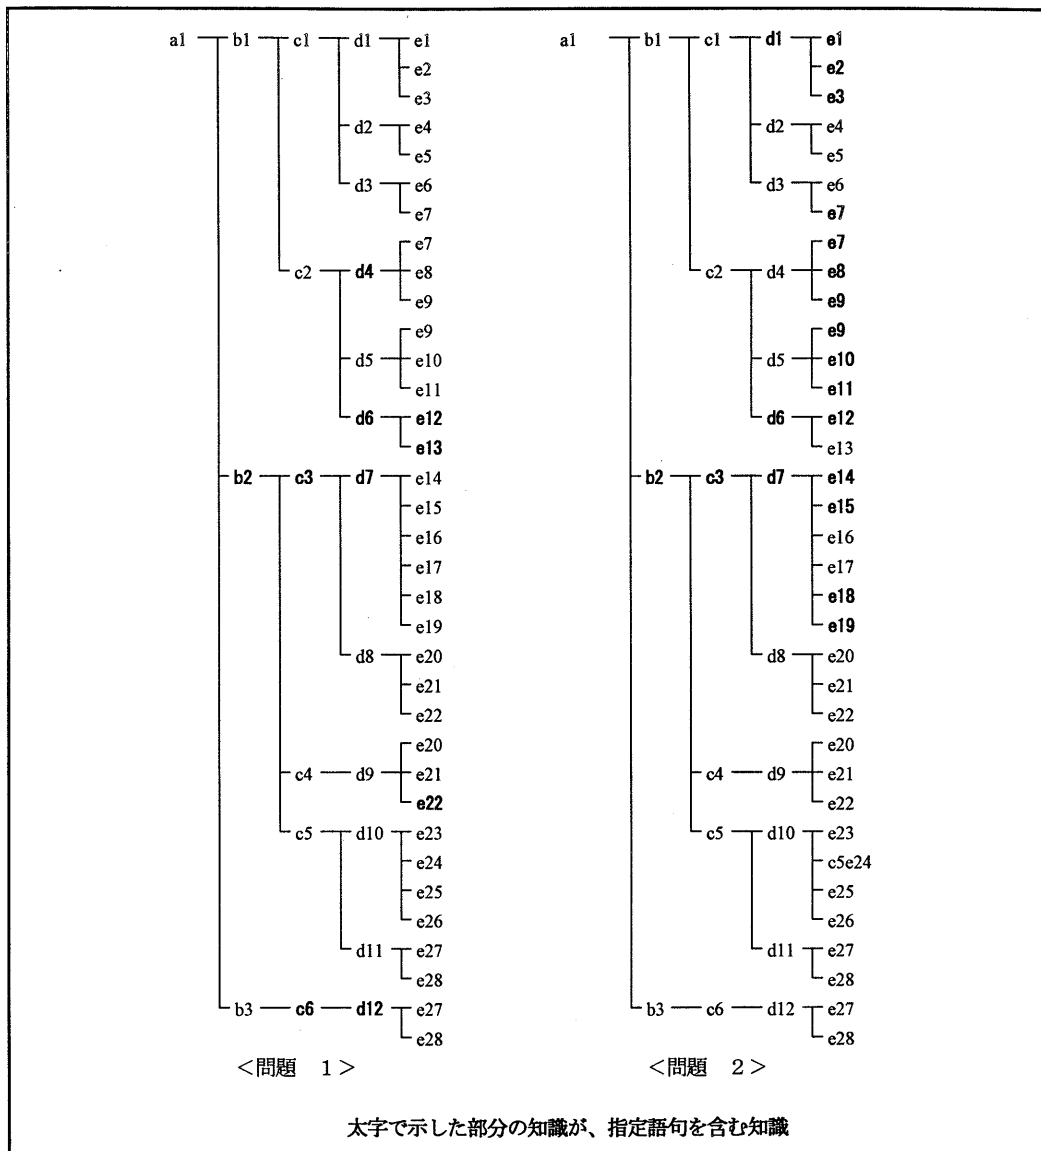 a1 b1 c1 d1 e1 a1 b1 c1 d1 e1
e2 e2
e3 e3
d2 e4 d2 e4
e5 e5
d3 e6 d3 e6
e7 e7
e7 e7
c2 d4 e8 c2 d4 e8
e9 e9
e9 e9
d5 e10 d5 e10
e11 e11
d6 e12 d6 e12
e13 e13
b2 c3 d7 e14 b2 c3 d7 e14
e15 e15
e16 e16
e17 e17
e18 e18
e19 e19
d8 e20 d8 e20
e21 e21
e22 e22
e20 e20
c4 d9 e21 c4 d9 e21
e22 e22
c5 d10 e23 c5 d10 e23
e24 c5e24
e25 e25
e26 e26
d11 e27 d11 e27
e28 e28
b3 c6 d12 e27 b3 c6 d12 e27
e28 e28
＜問題 1＞ ＜問題 2＞
太字で示した部分の知識が、指定語句を含む知識